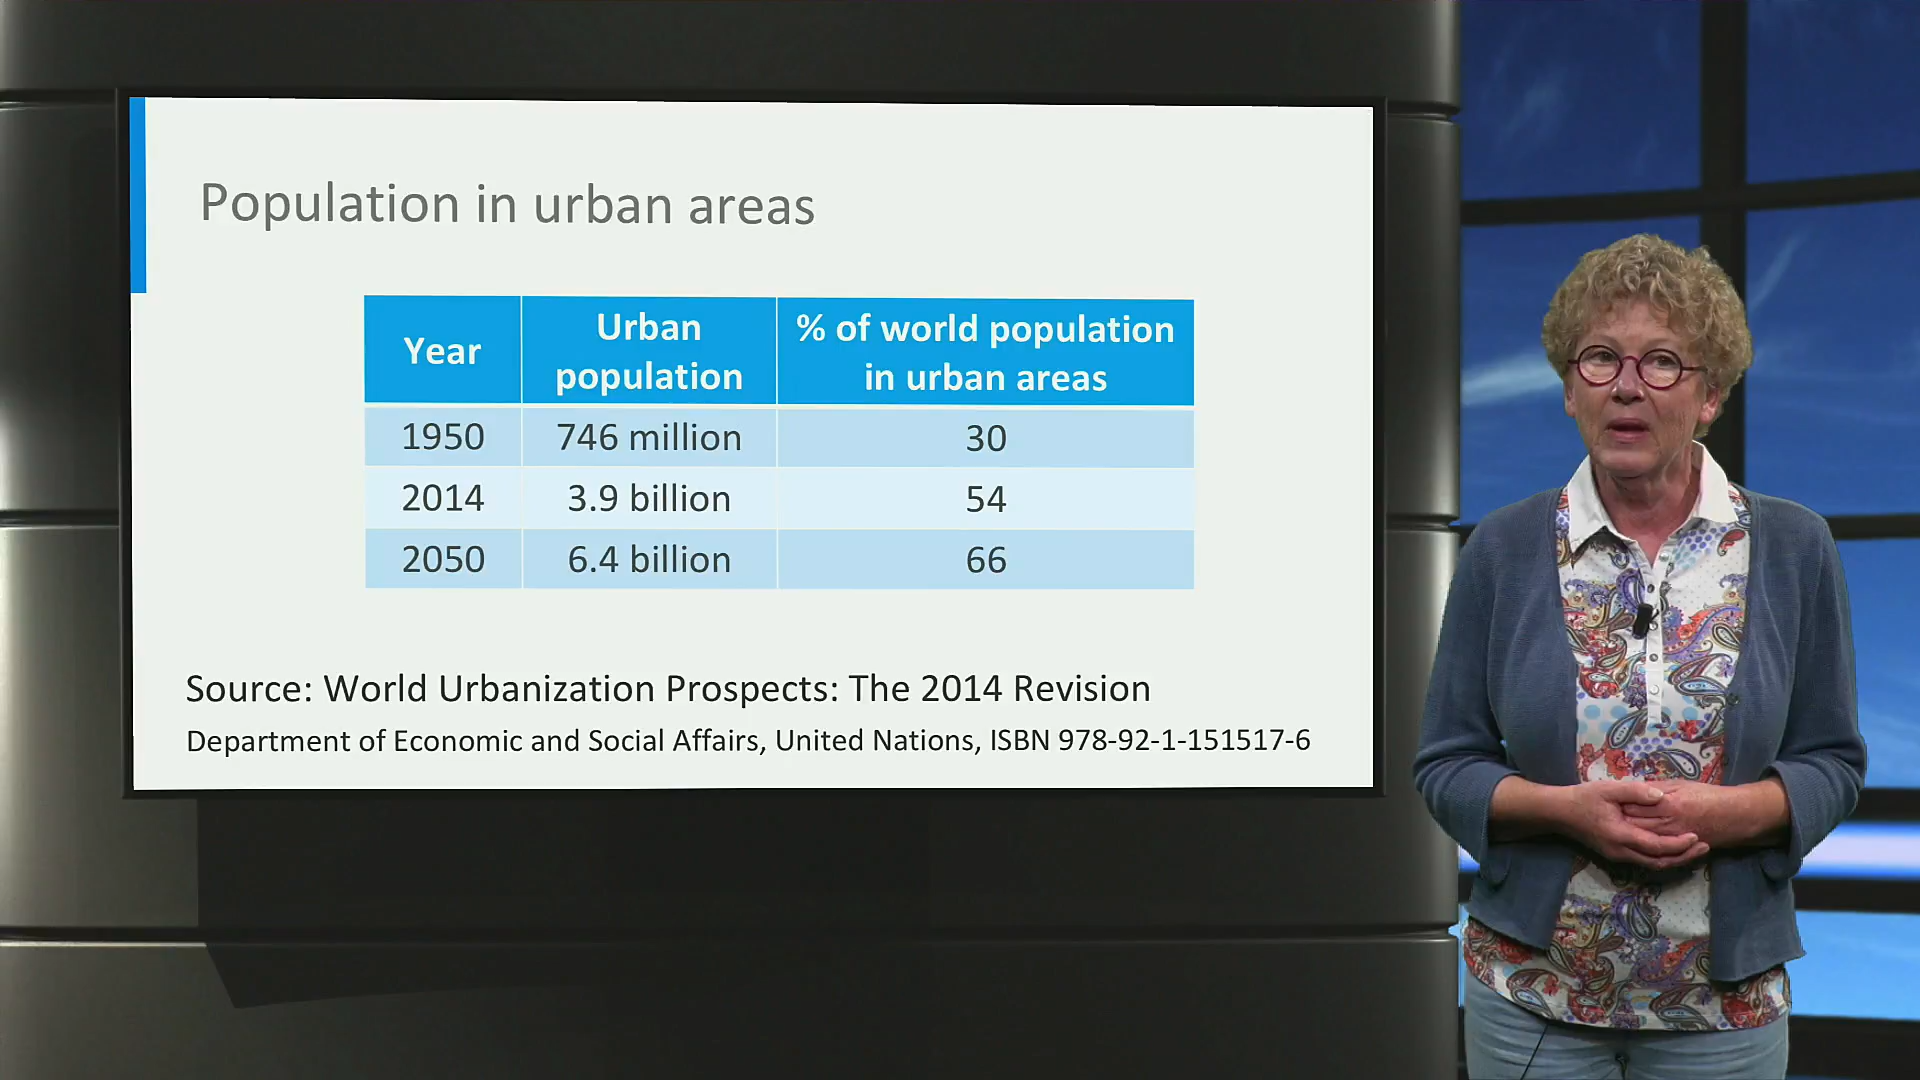 Population in urban areas
Year
Urban
population
% of world population
in urban areas
1950 746 million 30
2014 3.9 billion 54
2050 6.4 billion 66
Source: World Urbanization Prospects: The 2014 Revision
Department of Economic and Social Affairs, United Nations, ISBN 978-92-1-151517-6